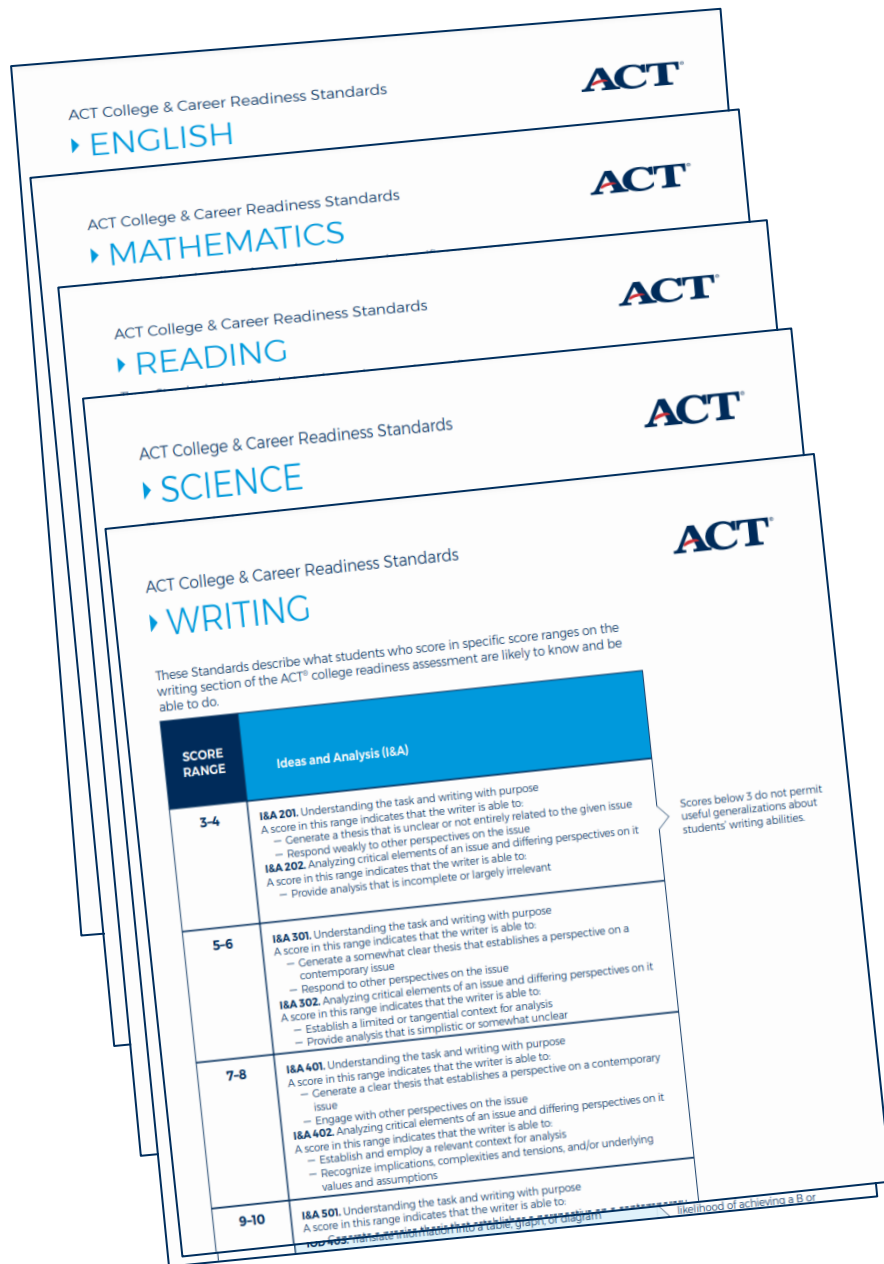 ACT College & Career Readiness Standards
ACT®
ENGLISH
ACT College & Career Readiness Standards
ACT®
MATHEMATICS
ACT College & Career Readiness Standards
ACT®
READING
ACT College & Career Readiness Standards
ACT®
SCIENCE
ACT College & Career Readiness Standards
ACT®
WRITING
These Standards describe what students who score in specific score ranges on the
writing section of the ACT® college readiness assessment are likely to know and be
able to do.
SCORE
RANGE
Ideas and Analysis (I&A)
3–4
I&A 201. Understanding the task and writing with purpose
A score in this range indicates that the writer is able to:
— Generate a thesis that is unclear or not entirely related to the given issue
— Respond weakly to other perspectives on the issue
I&A 202. Analyzing critical elements of an issue and differing perspectives on it
A score in this range indicates that the writer is able to:
— Provide analysis that is incomplete or largely irrelevant
Scores below 3 do not permit
useful generalizations about
students' writing abilities.
5–6
I&A 301. Understanding the task and writing with purpose
A score in this range indicates that the writer is able to:
— Generate a somewhat clear thesis that establishes a perspective on a
contemporary issue
— Respond to other perspectives on the issue
I&A 302. Analyzing critical elements of an issue and differing perspectives on it
A score in this range indicates that the writer is able to:
— Establish a limited or tangential context for analysis
— Provide analysis that is simplistic or somewhat unclear
7–8
I&A 401. Understanding the task and writing with purpose
A score in this range indicates that the writer is able to:
— Generate a clear thesis that establishes a perspective on a contemporary
issue
— Engage with other perspectives on the issue
I&A 402. Analyzing critical elements of an issue and differing perspectives on it
A score in this range indicates that the writer is able to:
— Establish and employ a relevant context for analysis
— Recognize implications, complexities and tensions, and/or underlying
values and assumptions
9–10
I&A 501. Understanding the task and writing with purpose
A score in this range indicates that the writer is able to:
Translate information into a table, graph, or diagram
likelihood of achieving a B or